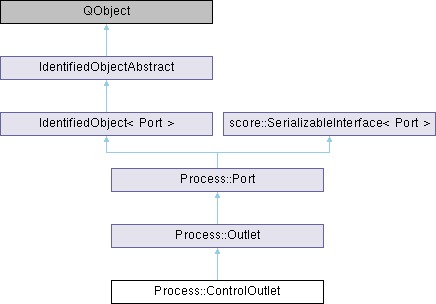 QObject
IdentifiedObjectAbstract
IdentifiedObject< Port >
score::SerializableInterface< Port >
Process::Port
Process::Outlet
Process::ControlOutlet